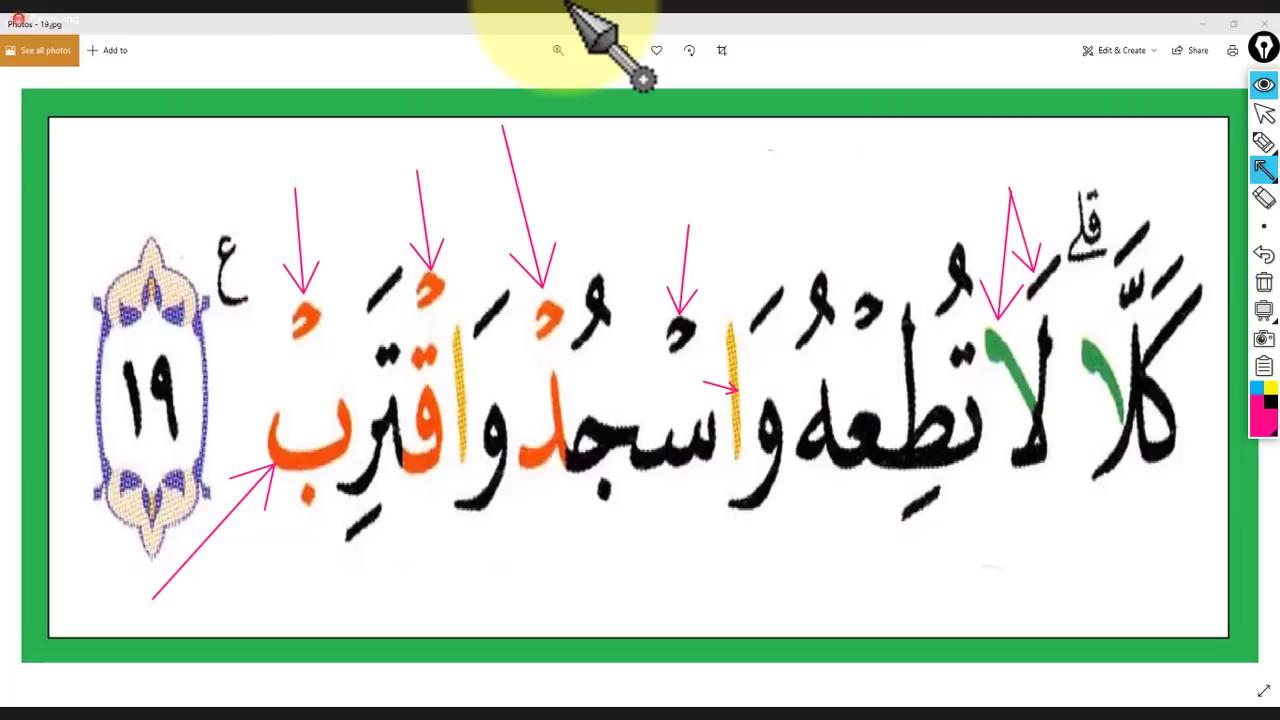 Photos - 19.jpg
See all photos
Add to
Edit & Create
Share
كَلَّا ۖقلے لَا تُطِعْهُ وَاسْجُدْ وَاقْتَرِبْ ع ١٩